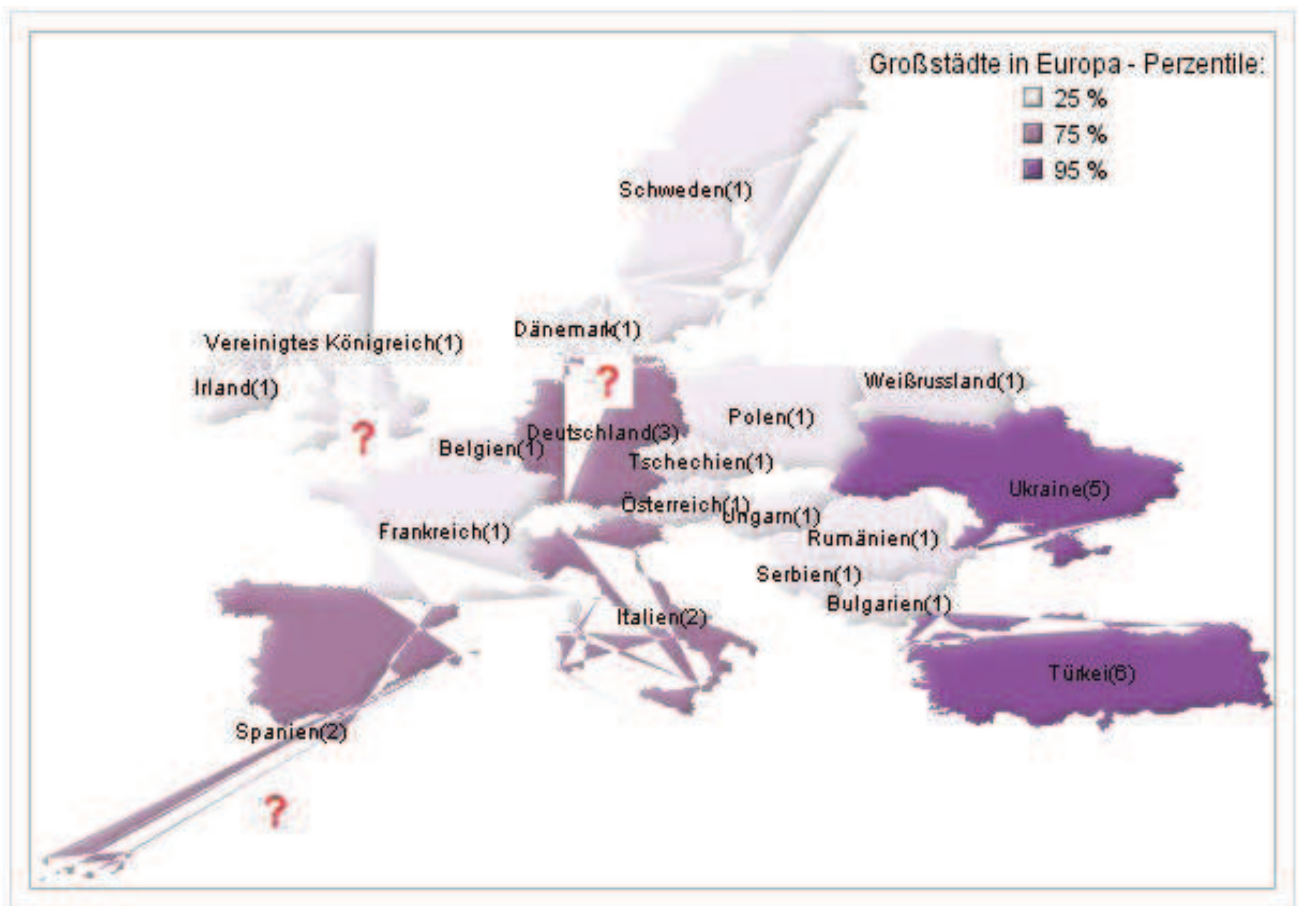 Großstädte in Europa - Perzentile:
25 %
75 %
95 %
Schweden(1)
Dänemark(1)
Vereinigtes Königreich(1)
Irland(1)
?
Weißrussland(1)
Polen(1)
?
Deutschland(3)
Belgien(1)
Tschechien(1)
Ukraine(5)
Österreich(1)
Ungarn(1)
Frankreich(1)
Rumänien(1)
Serbien(1)
Bulgarien(1)
Italien(2)
Türkei(6)
Spanien(2)
?